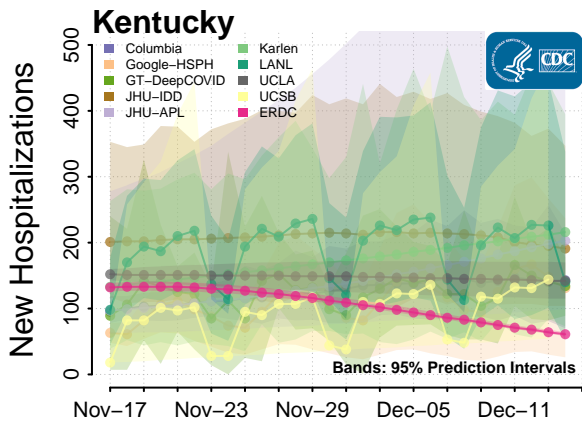 Kentucky
Columbia
Google−HSPH
GT−DeepCOVID
JHU−IDD
JHU−APL
Karlen
LANL
UCLA
UCSB
ERDC
CDC
New Hospitalizations
500
400
300
200
100
0
Bands: 95% Prediction Intervals
Nov−17 Nov−23 Nov−29 Dec−05 Dec−11